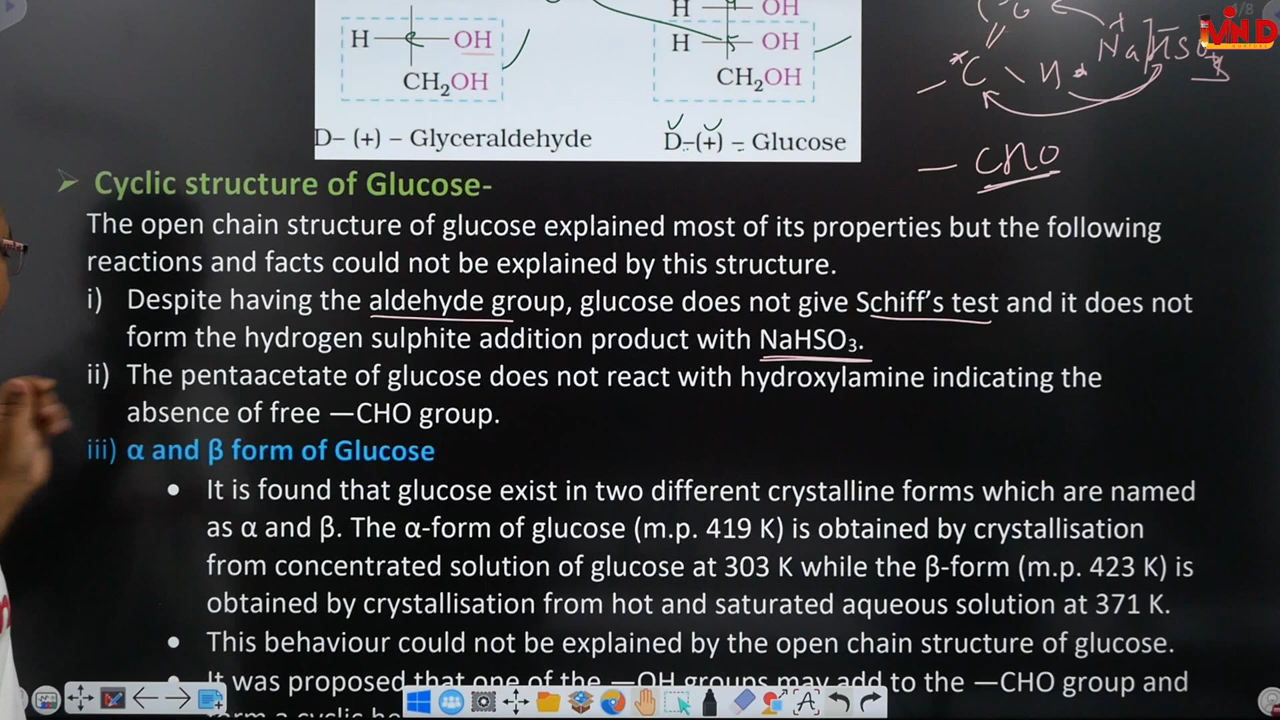 H OH
H OH H OH
CH₂OH CH₂OH
D– (+) – Glyceraldehyde D–(+) – Glucose
1/8
MIND
NaHSO₃
C H
– CHO
➤ Cyclic structure of Glucose-
The open chain structure of glucose explained most of its properties but the following
reactions and facts could not be explained by this structure.
i) Despite having the aldehyde group, glucose does not give Schiff’s test and it does not
form the hydrogen sulphite addition product with NaHSO₃.
ii) The pentaacetate of glucose does not react with hydroxylamine indicating the
absence of free —CHO group.
iii) α and β form of Glucose
• It is found that glucose exist in two different crystalline forms which are named
as α and β. The α-form of glucose (m.p. 419 K) is obtained by crystallisation
from concentrated solution of glucose at 303 K while the β-form (m.p. 423 K) is
obtained by crystallisation from hot and saturated aqueous solution at 371 K.
• This behaviour could not be explained by the open chain structure of glucose.
• It was proposed that one of the —OH groups may add to the —CHO group and
form a cyclic